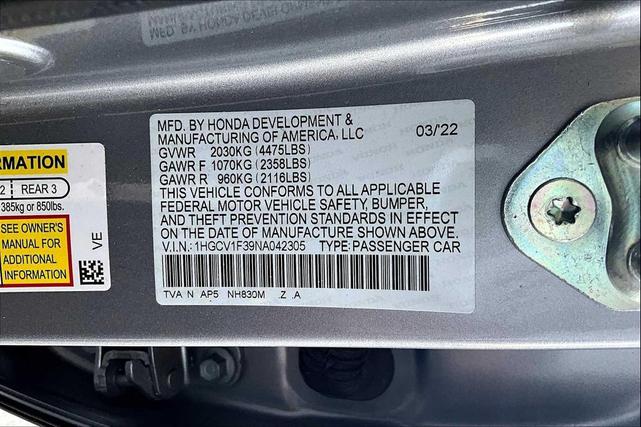 MFD. BY HONDA DEVELOPMENT &
MANUFACTURING OF AMERICA, LLC 03/'22
GVWR 2030KG (4475LBS)
GAWR F 1070KG (2358LBS)
GAWR R 960KG (2116LBS)
THIS VEHICLE CONFORMS TO ALL APPLICABLE
FEDERAL MOTOR VEHICLE SAFETY, BUMPER,
AND THEFT PREVENTION STANDARDS IN EFFECT
ON THE DATE OF MANUFACTURE SHOWN ABOVE.
V.I.N.: 1HGCV1F39NA042305 TYPE: PASSENGER CAR
TVA N AP5 NH830M .Z .A
RMATION
2 REAR 3
385kg or 850lbs.
SEE OWNER'S
MANUAL FOR
ADDITIONAL
INFORMATION
VE